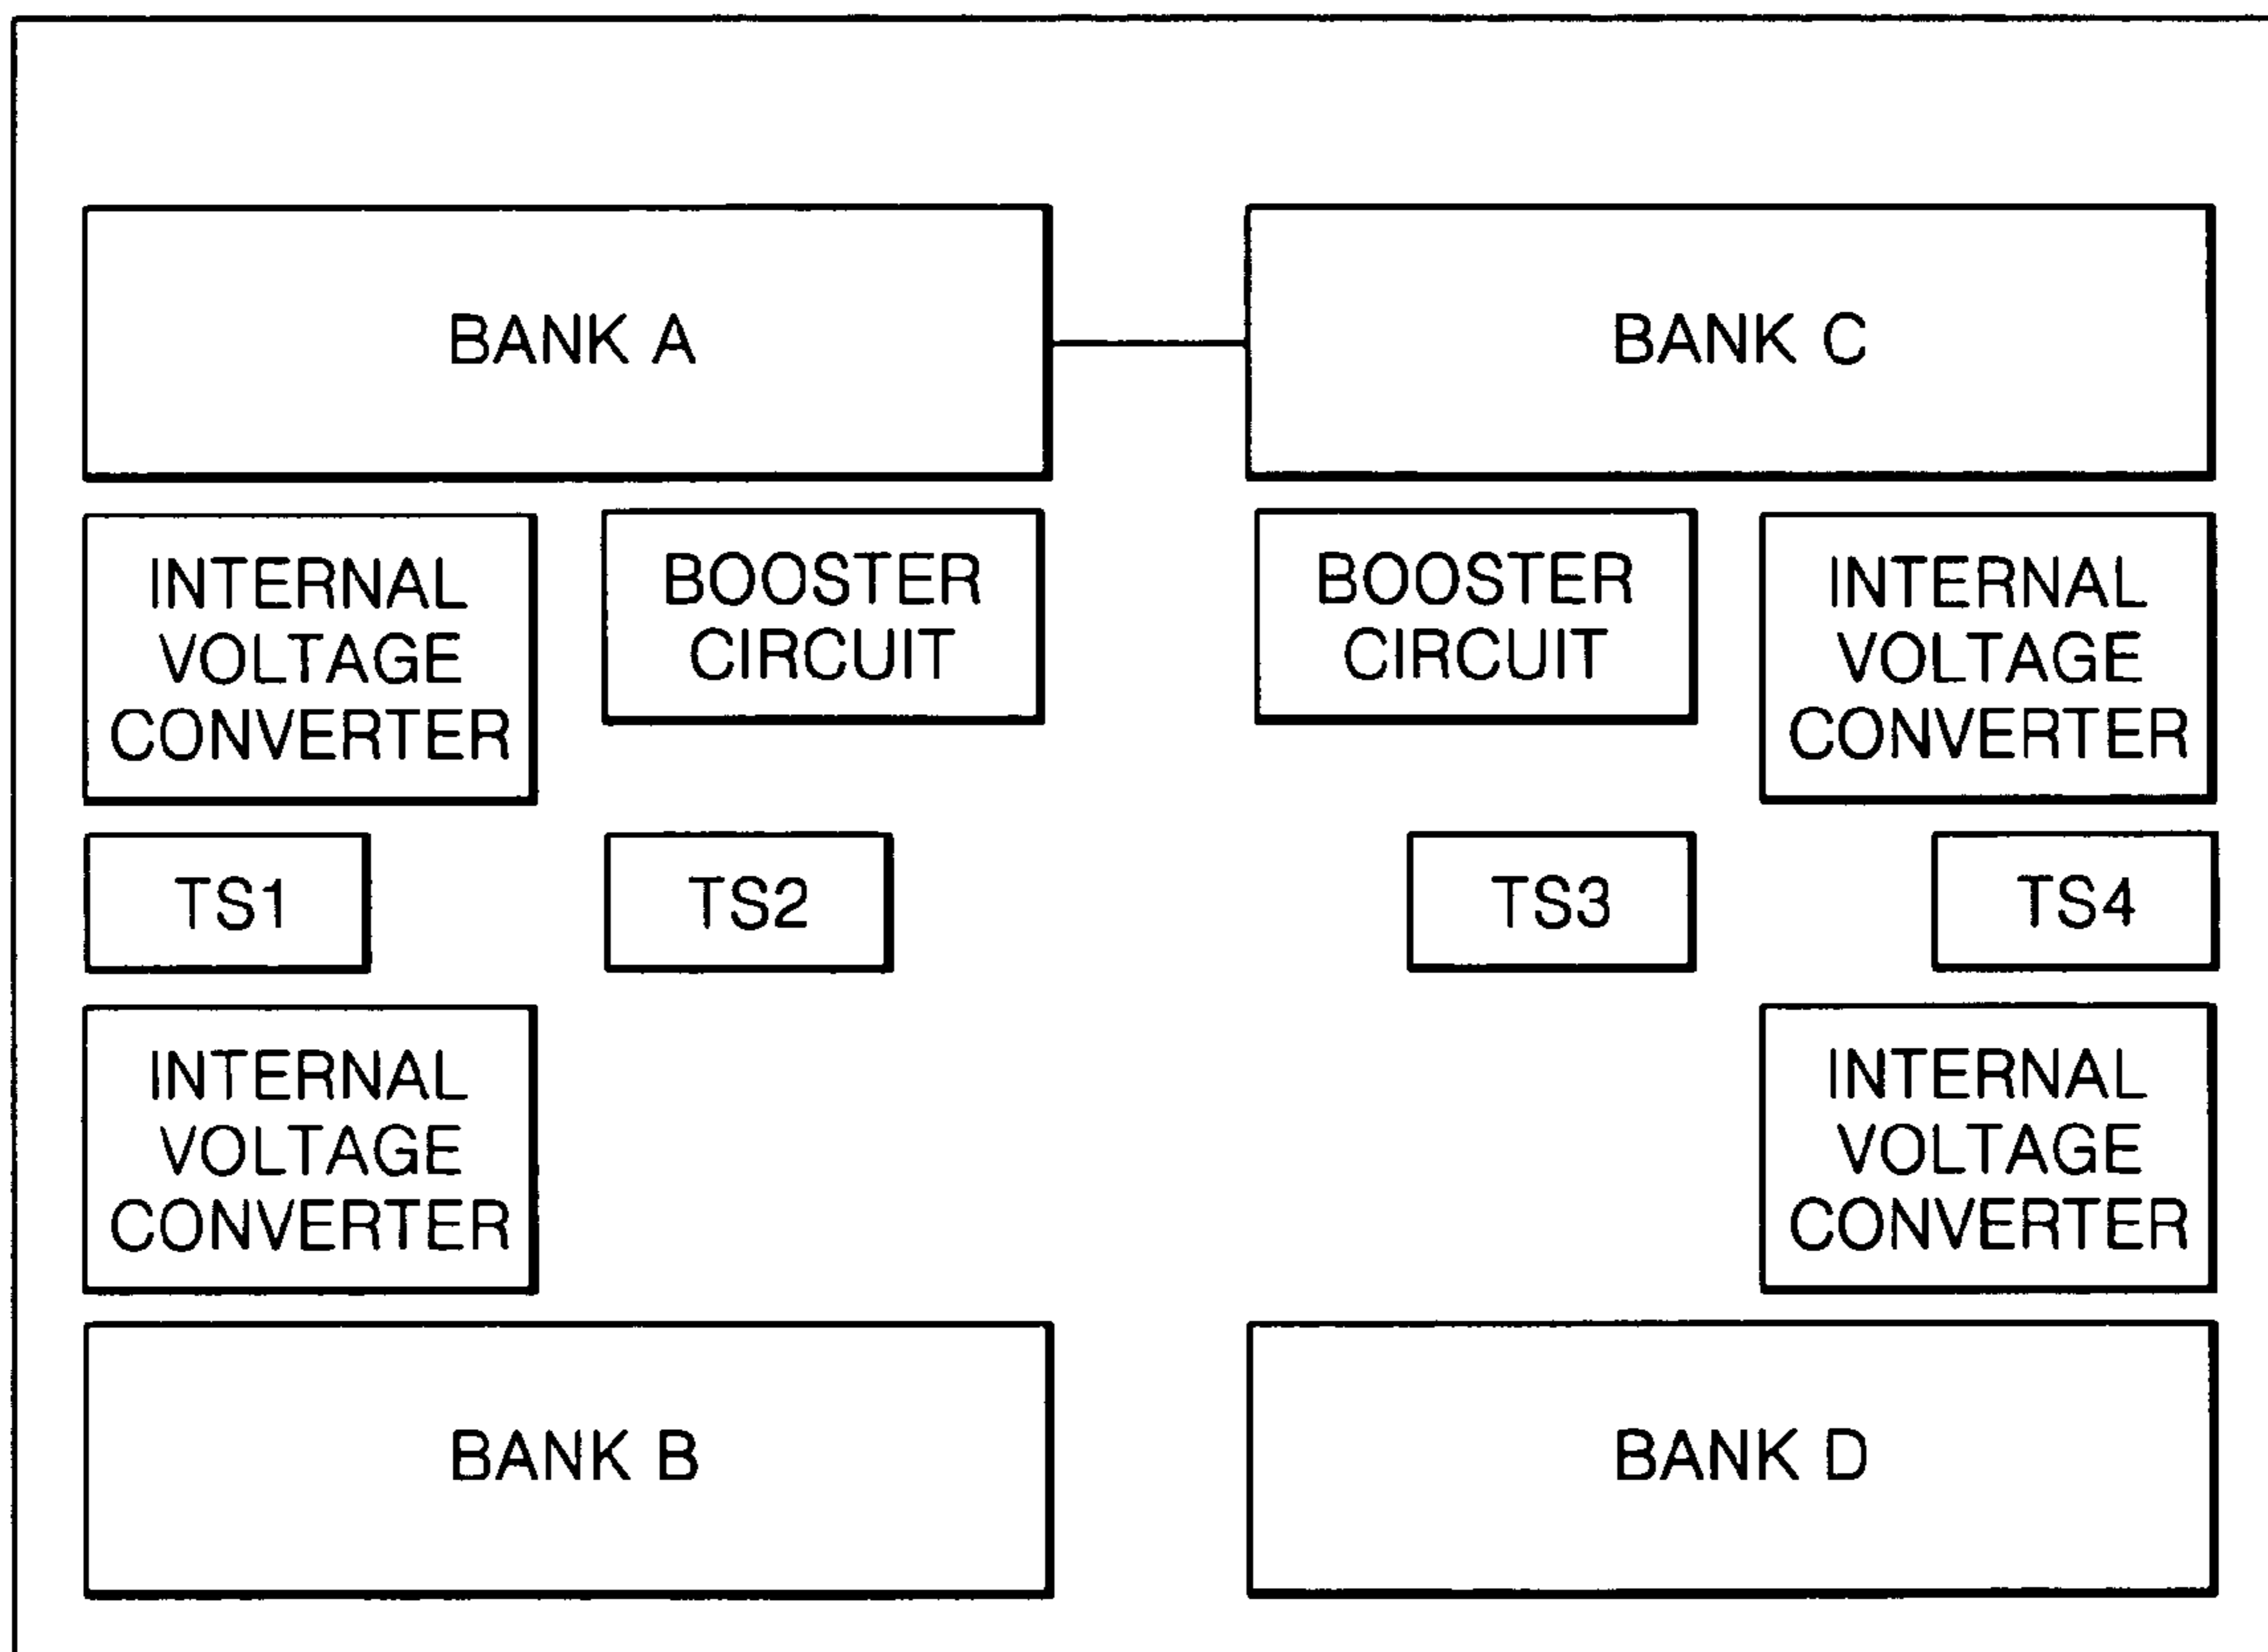 BANK A
BANK C
INTERNAL
VOLTAGE
CONVERTER
BOOSTER
CIRCUIT
BOOSTER
CIRCUIT
INTERNAL
VOLTAGE
CONVERTER
TS1
TS2
TS3
TS4
INTERNAL
VOLTAGE
CONVERTER
INTERNAL
VOLTAGE
CONVERTER
BANK B
BANK D